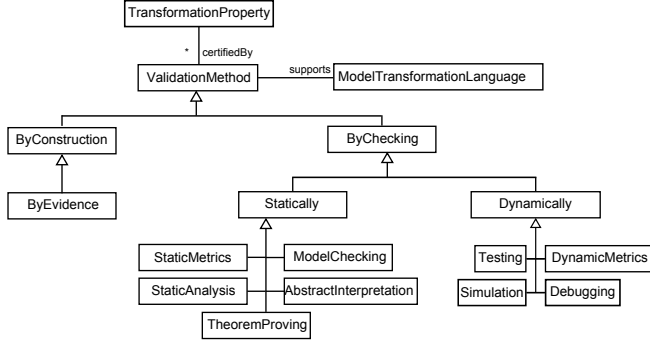 TransformationProperty
* certifiedBy
ValidationMethod
supports
ModelTransformationLanguage
ByConstruction
ByChecking
ByEvidence
Statically
Dynamically
StaticMetrics
ModelChecking
Testing
DynamicMetrics
StaticAnalysis
AbstractInterpretation
Simulation
Debugging
TheoremProving